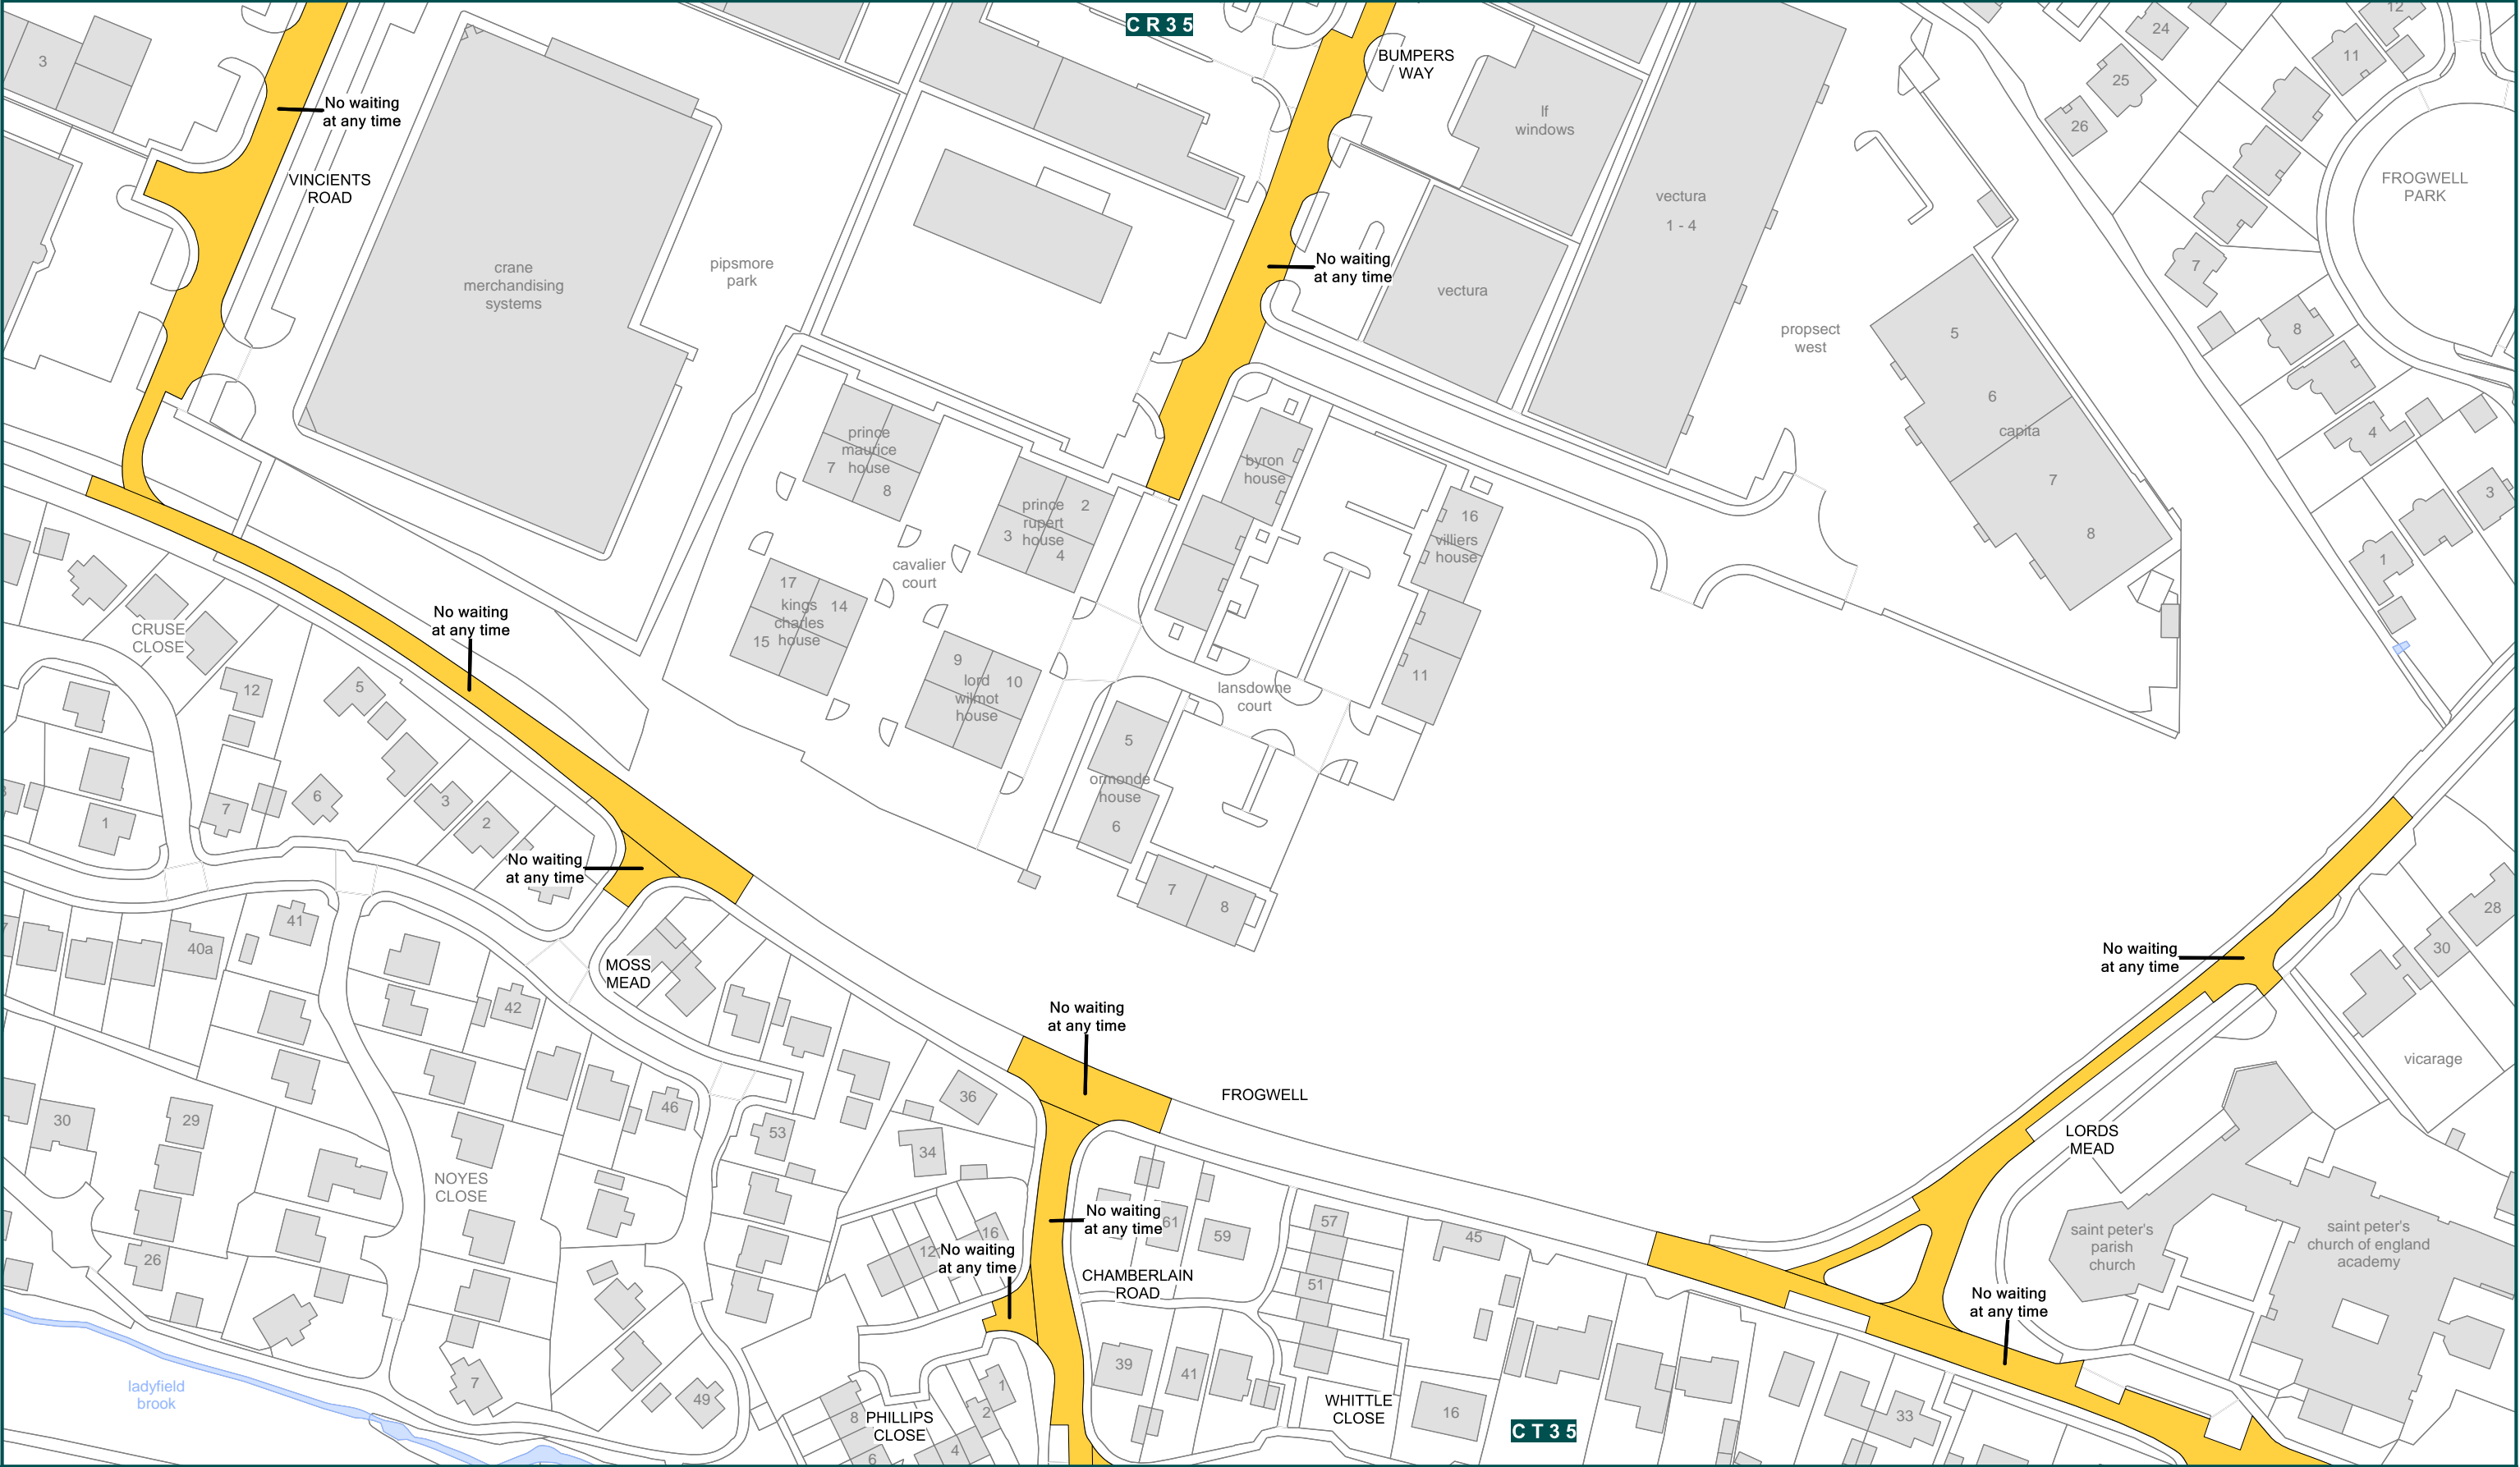 CR35
3
No waiting
at any time
VINCIENTS
ROAD
crane
merchandising
systems
pipsmore
park
BUMPERS
WAY
lf
windows
vectura
1 - 4
No waiting
at any time
vectura
propsect
west
5
6
capita
7
8
24
25
26
12
11
FROGWELL
PARK
7
8
4
3
1
prince
maurice
house
7
8
prince
rupert
house
2
3
4
byron
house
16
villiers
house
11
cavalier
court
17
kings
charles
house
14
15
9
lord
wilmot
house
10
lansdowne
court
5
ormonde
house
6
7
8
No waiting
at any time
CRUSE
CLOSE
12
5
6
3
2
7
1
No waiting
at any time
MOSS
MEAD
41
40a
42
46
53
30
29
26
NOYES
CLOSE
7
49
ladyfield
brook
No waiting
at any time
FROGWELL
36
34
16
12
No waiting
at any time
No waiting
at any time
61
59
CHAMBERLAIN
ROAD
57
51
45
39
41
WHITTLE
CLOSE
16
PHILLIPS
CLOSE
1
2
4
8
6
CT35
33
No waiting
at any time
28
30
vicarage
LORDS
MEAD
saint peter's
parish
church
saint peter's
church of england
academy
No waiting
at any time